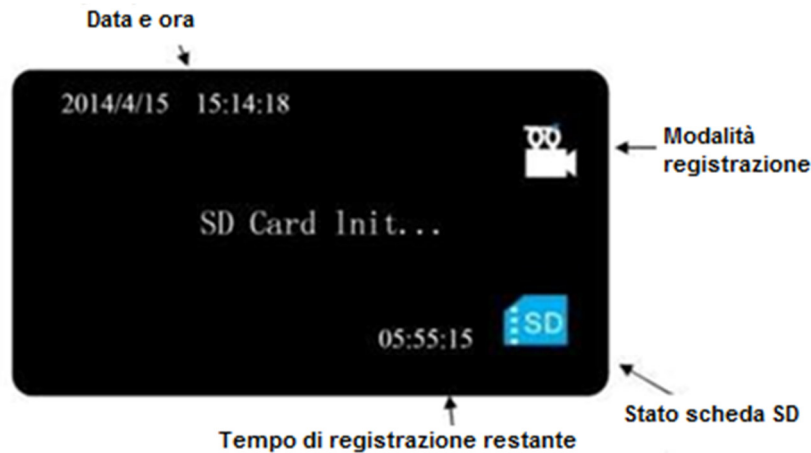 Data e ora
2014/4/15 15:14:18
Modalità
registrazione
SD Card Init...
SD
05:55:15
Stato scheda SD
Tempo di registrazione restante